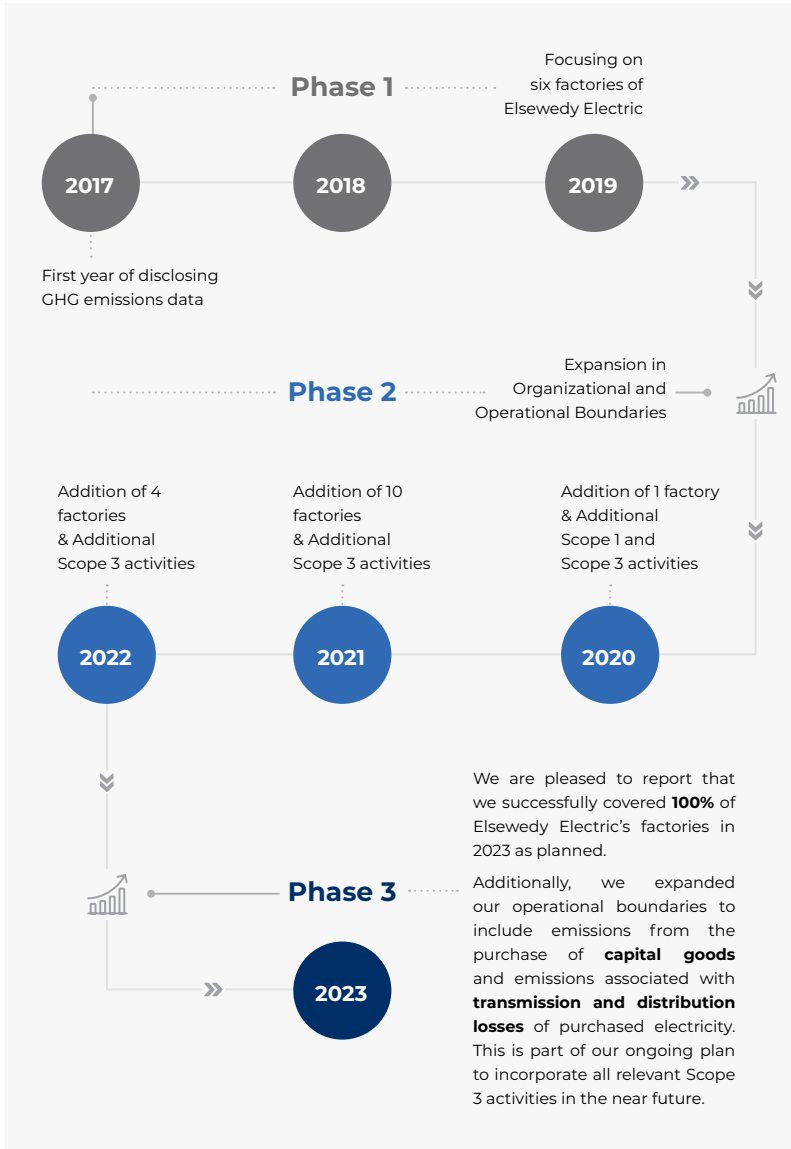 Phase 1
Focusing on
six factories of
Elsewedy Electric
2017
2018
2019
First year of disclosing
GHG emissions data
Phase 2
Expansion in
Organizational and
Operational Boundaries
Addition of 4
factories
& Additional
Scope 3 activities
Addition of 10
factories
& Additional
Scope 3 activities
Addition of 1 factory
& Additional
Scope 1 and
Scope 3 activities
2022
2021
2020
Phase 3
2023
We are pleased to report that
we successfully covered 100% of
Elsewedy Electric’s factories in
2023 as planned.
Additionally, we expanded
our operational boundaries to
include emissions from the
purchase of capital goods
and emissions associated with
transmission and distribution
losses of purchased electricity.
This is part of our ongoing plan
to incorporate all relevant Scope
3 activities in the near future.